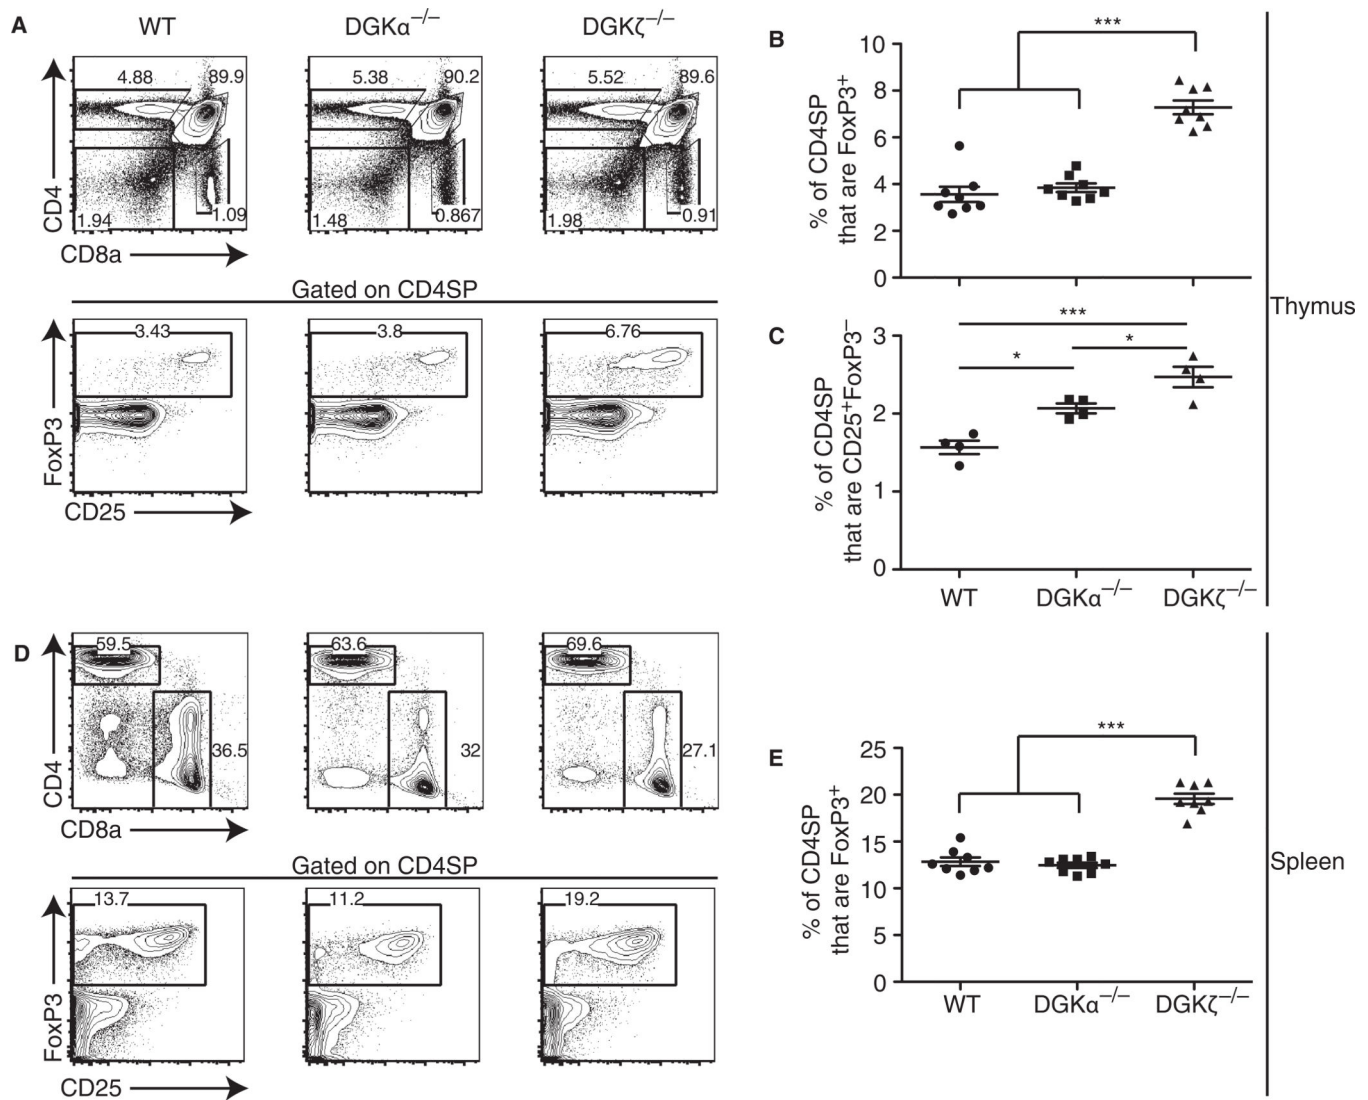 A
WT
DGKα⁻/⁻
DGKζ⁻/⁻
4.88
89.9
1.94
1.09
5.38
90.2
1.48
0.867
5.52
89.6
1.98
0.91
CD4
CD8a
Gated on CD4SP
3.43
3.8
6.76
FoxP3
CD25
B
% of CD4SP
that are FoxP3⁺
10
8
6
4
2
0
***
C
% of CD4SP
that are CD25⁺FoxP3⁻
3
2
1
0
***
*
*
WT
DGKα⁻/⁻
DGKζ⁻/⁻
Thymus
D
59.5
36.5
63.6
32
69.6
27.1
CD4
CD8a
Gated on CD4SP
13.7
11.2
19.2
FoxP3
CD25
E
% of CD4SP
that are FoxP3⁺
25
20
15
10
5
0
***
WT
DGKα⁻/⁻
DGKζ⁻/⁻
Spleen